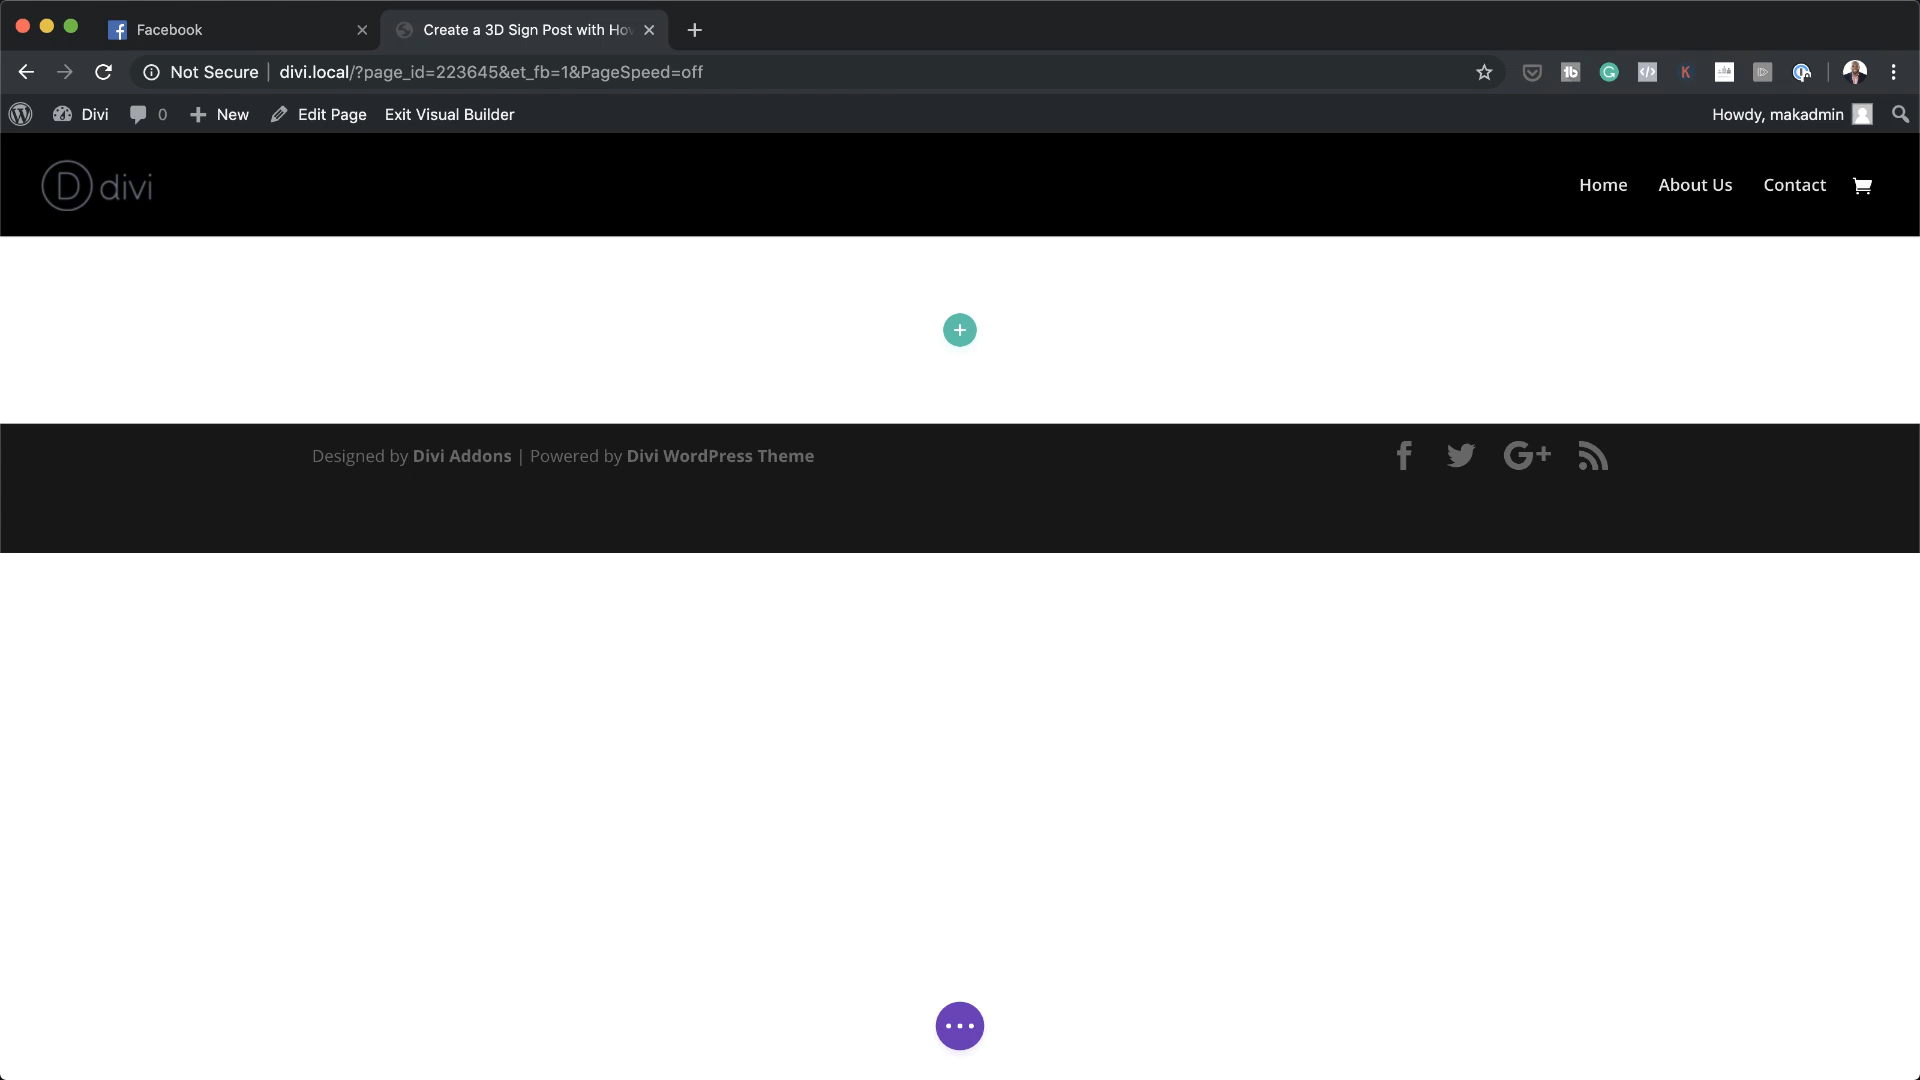 Facebook
Create a 3D Sign Post with Ho
Not Secure divi.local/?page_id=223645&et_fb=1&PageSpeed=off
Divi 0 New Edit Page Exit Visual Builder Howdy, makadmin
D divi
Home About Us Contact
Designed by Divi Addons | Powered by Divi WordPress Theme